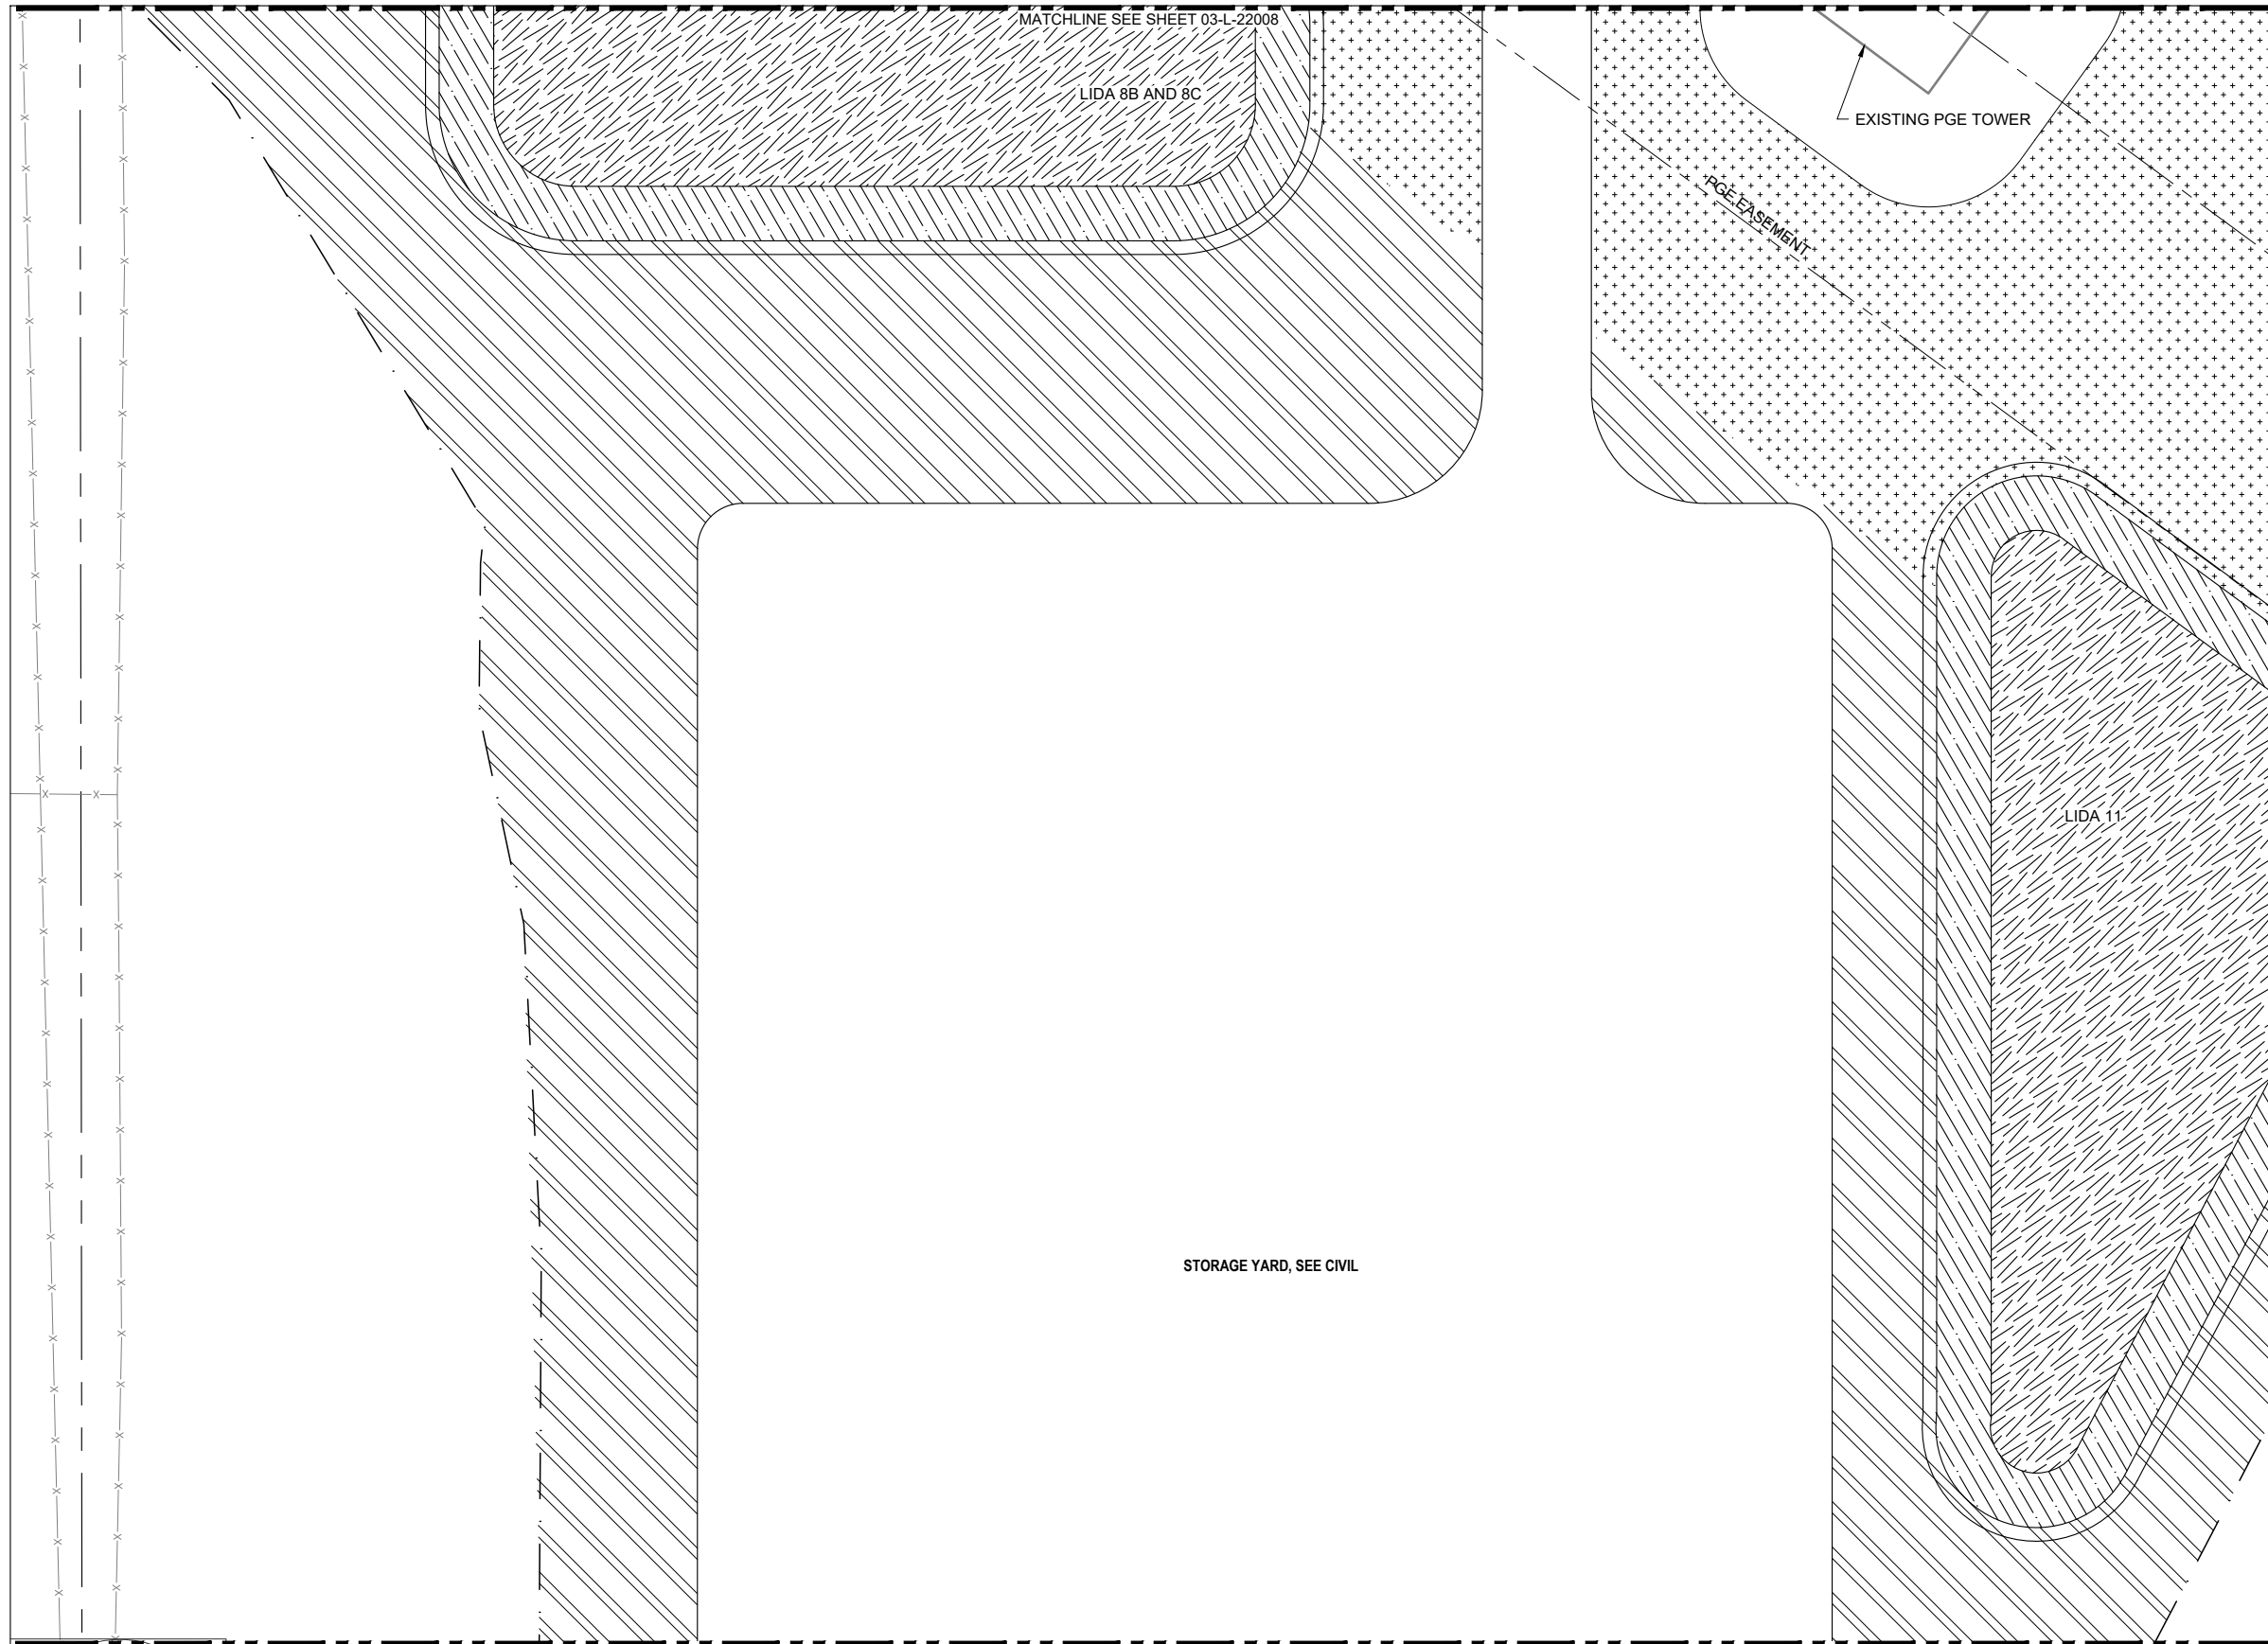 MATCHLINE SEE SHEET 03-L-22008
LIDA 8B AND 8C
EXISTING PGE TOWER
PGE EASEMENT
LIDA 11
STORAGE YARD, SEE CIVIL